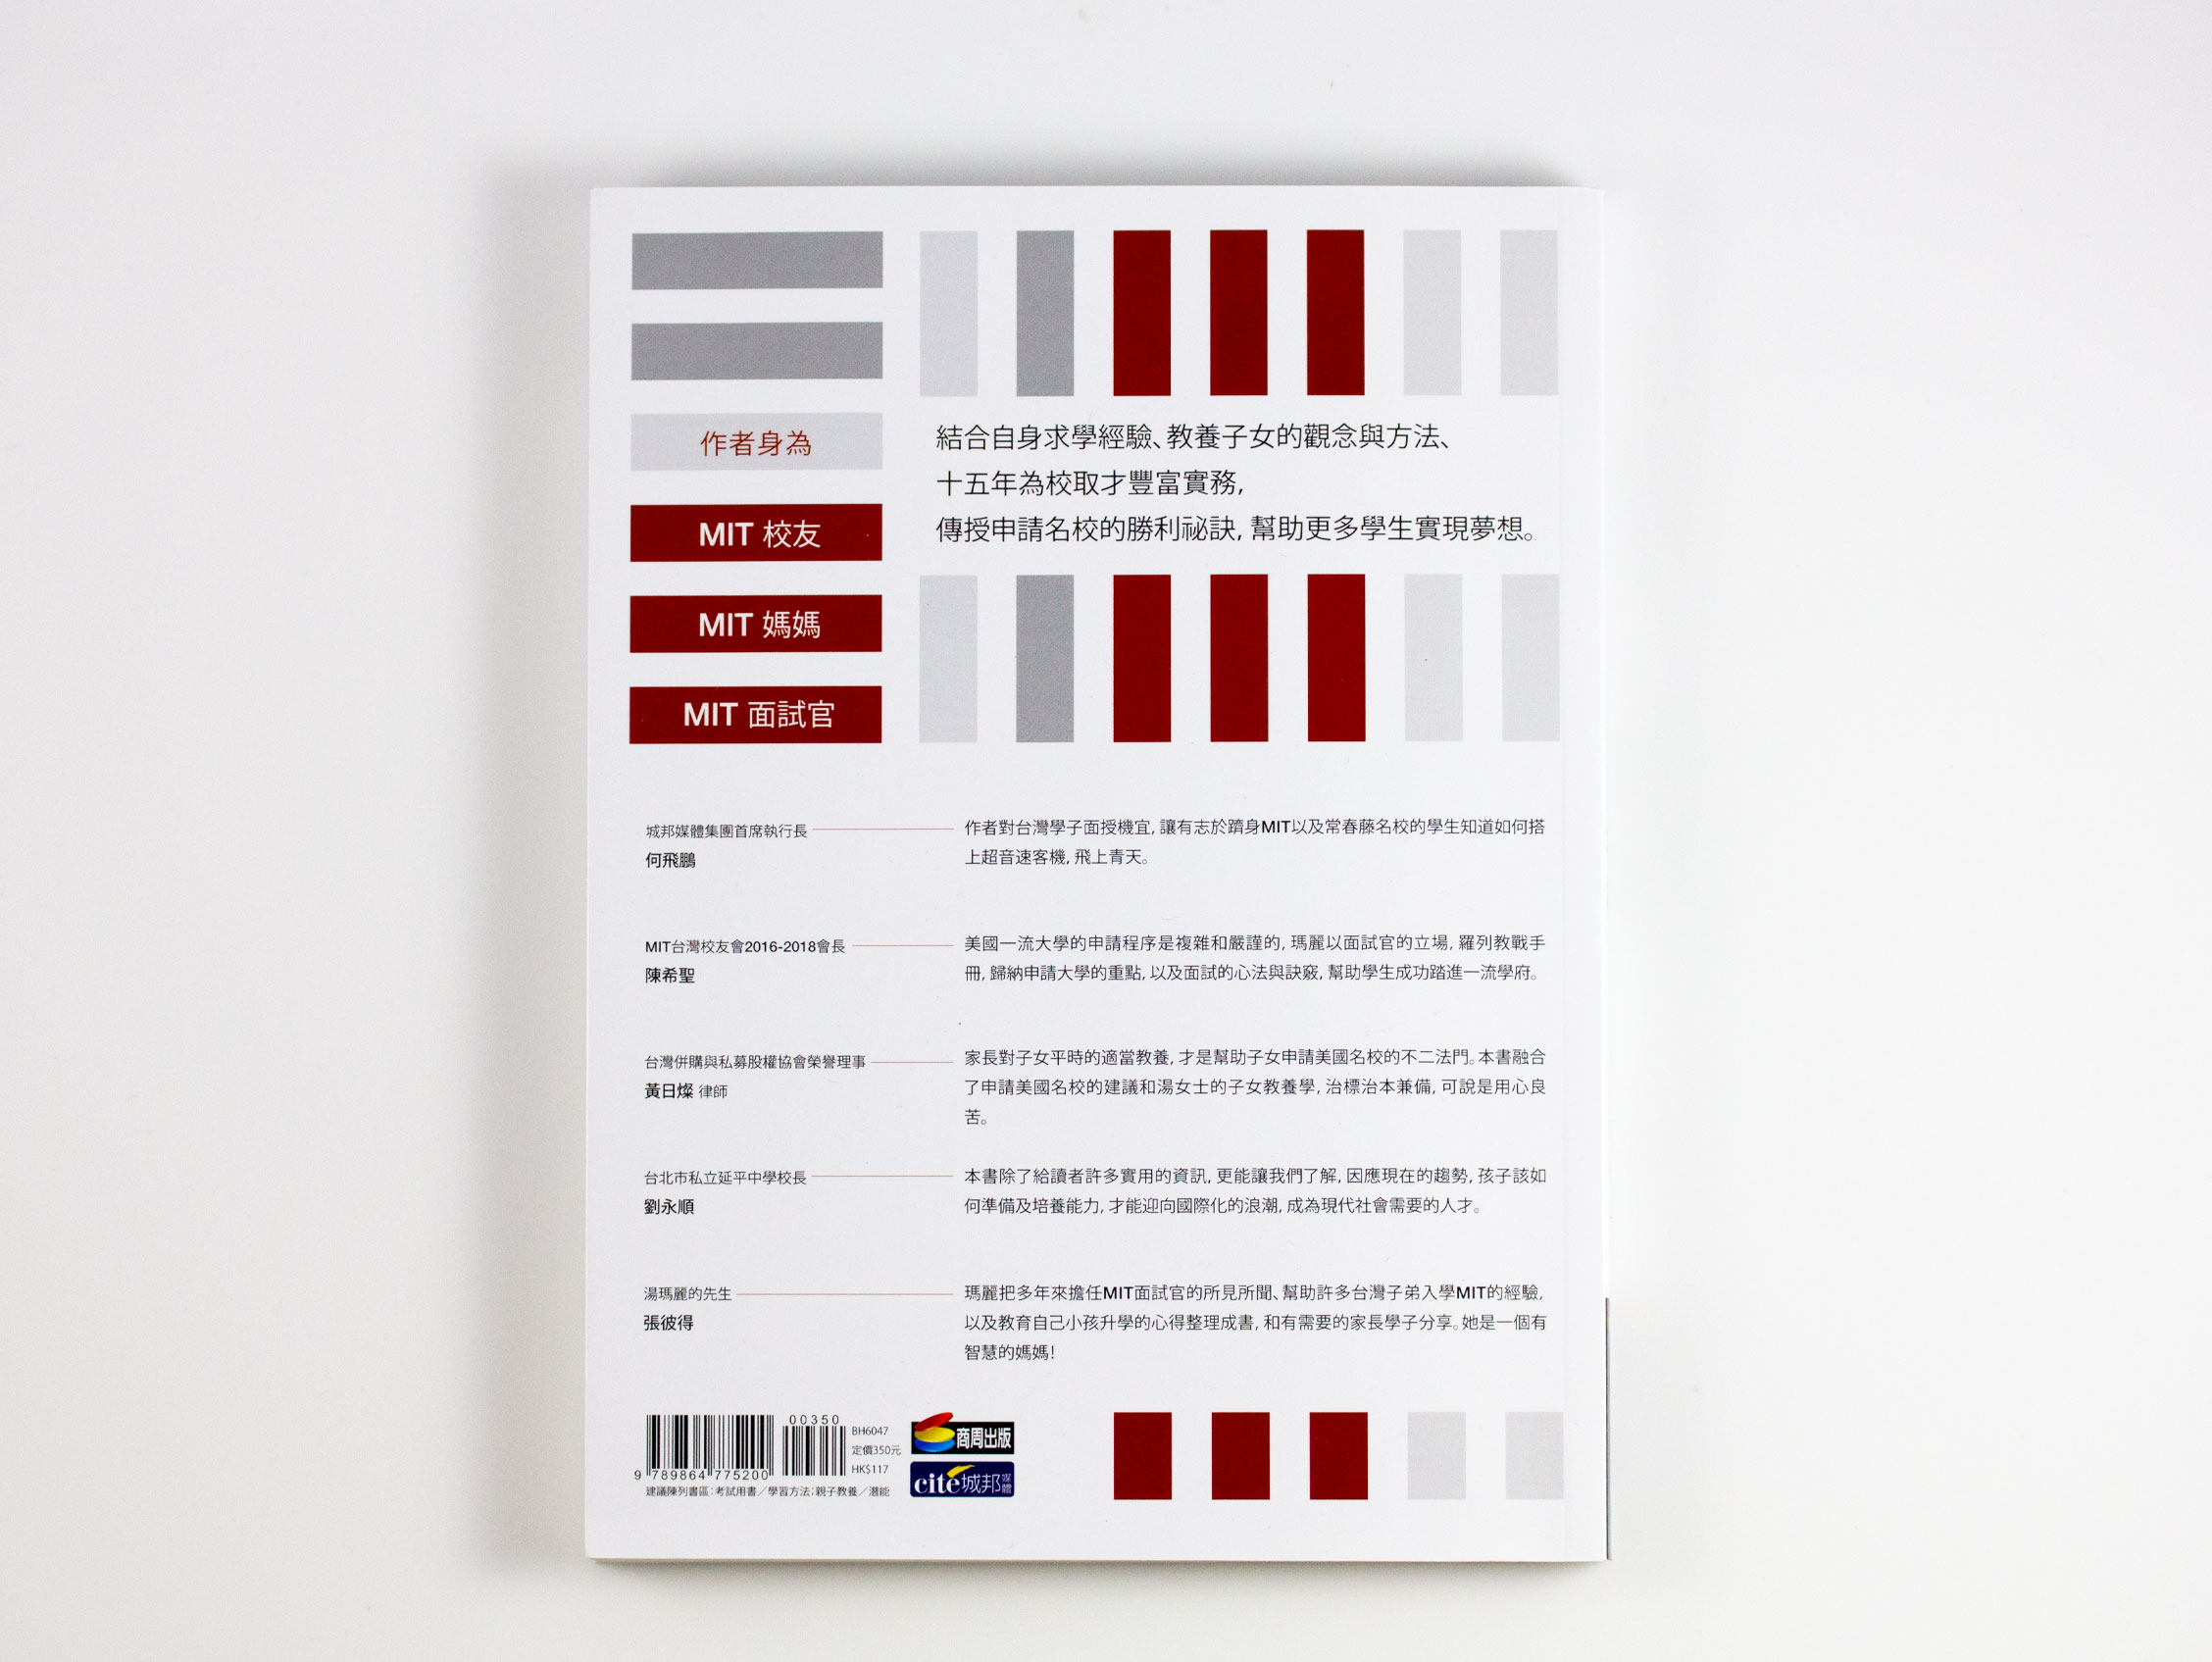 作者身為
MIT 校友
MIT 媽媽
MIT 面試官
結合自身求學經驗、教養子女的觀念與方法、
十五年為校取才豐富實務,
傳授申請名校的勝利祕訣, 幫助更多學生實現夢想。
城邦媒體集團首席執行長
何飛鵬
作者對台灣學子面授機宜, 讓有志於躋身MIT以及常春藤名校的學生知道如何搭
上超音速客機, 飛上青天。
MIT台灣校友會2016-2018會長
陳希聖
美國一流大學的申請程序是複雜和嚴謹的, 瑪麗以面試官的立場, 羅列教戰手
冊, 歸納申請大學的重點, 以及面試的心法與訣竅, 幫助學生成功踏進一流學府。
台灣併購與私募股權協會榮譽理事
黃日燦 律師
家長對子女平時的適當教養, 才是幫助子女申請美國名校的不二法門。本書融合
了申請美國名校的建議和湯女士的子女教養學, 治標治本兼備, 可說是用心良
苦。
台北市私立延平中學校長
劉永順
本書除了給讀者許多實用的資訊, 更能讓我們了解, 因應現在的趨勢, 孩子該如
何準備及培養能力, 才能迎向國際化的浪潮, 成為現代社會需要的人才。
湯瑪麗的先生
張彼得
瑪麗把多年來擔任MIT面試官的所見所聞、幫助許多台灣子弟入學MIT的經驗,
以及教育自己小孩升學的心得整理成書, 和有需要的家長學子分享。她是一個有
智慧的媽媽!
00350
9 789864 775200
BH6047
定價350元
HK$117
建議陳列書區：考試用書／學習方法；親子教養／潛能
商周出版
cité城邦媒體